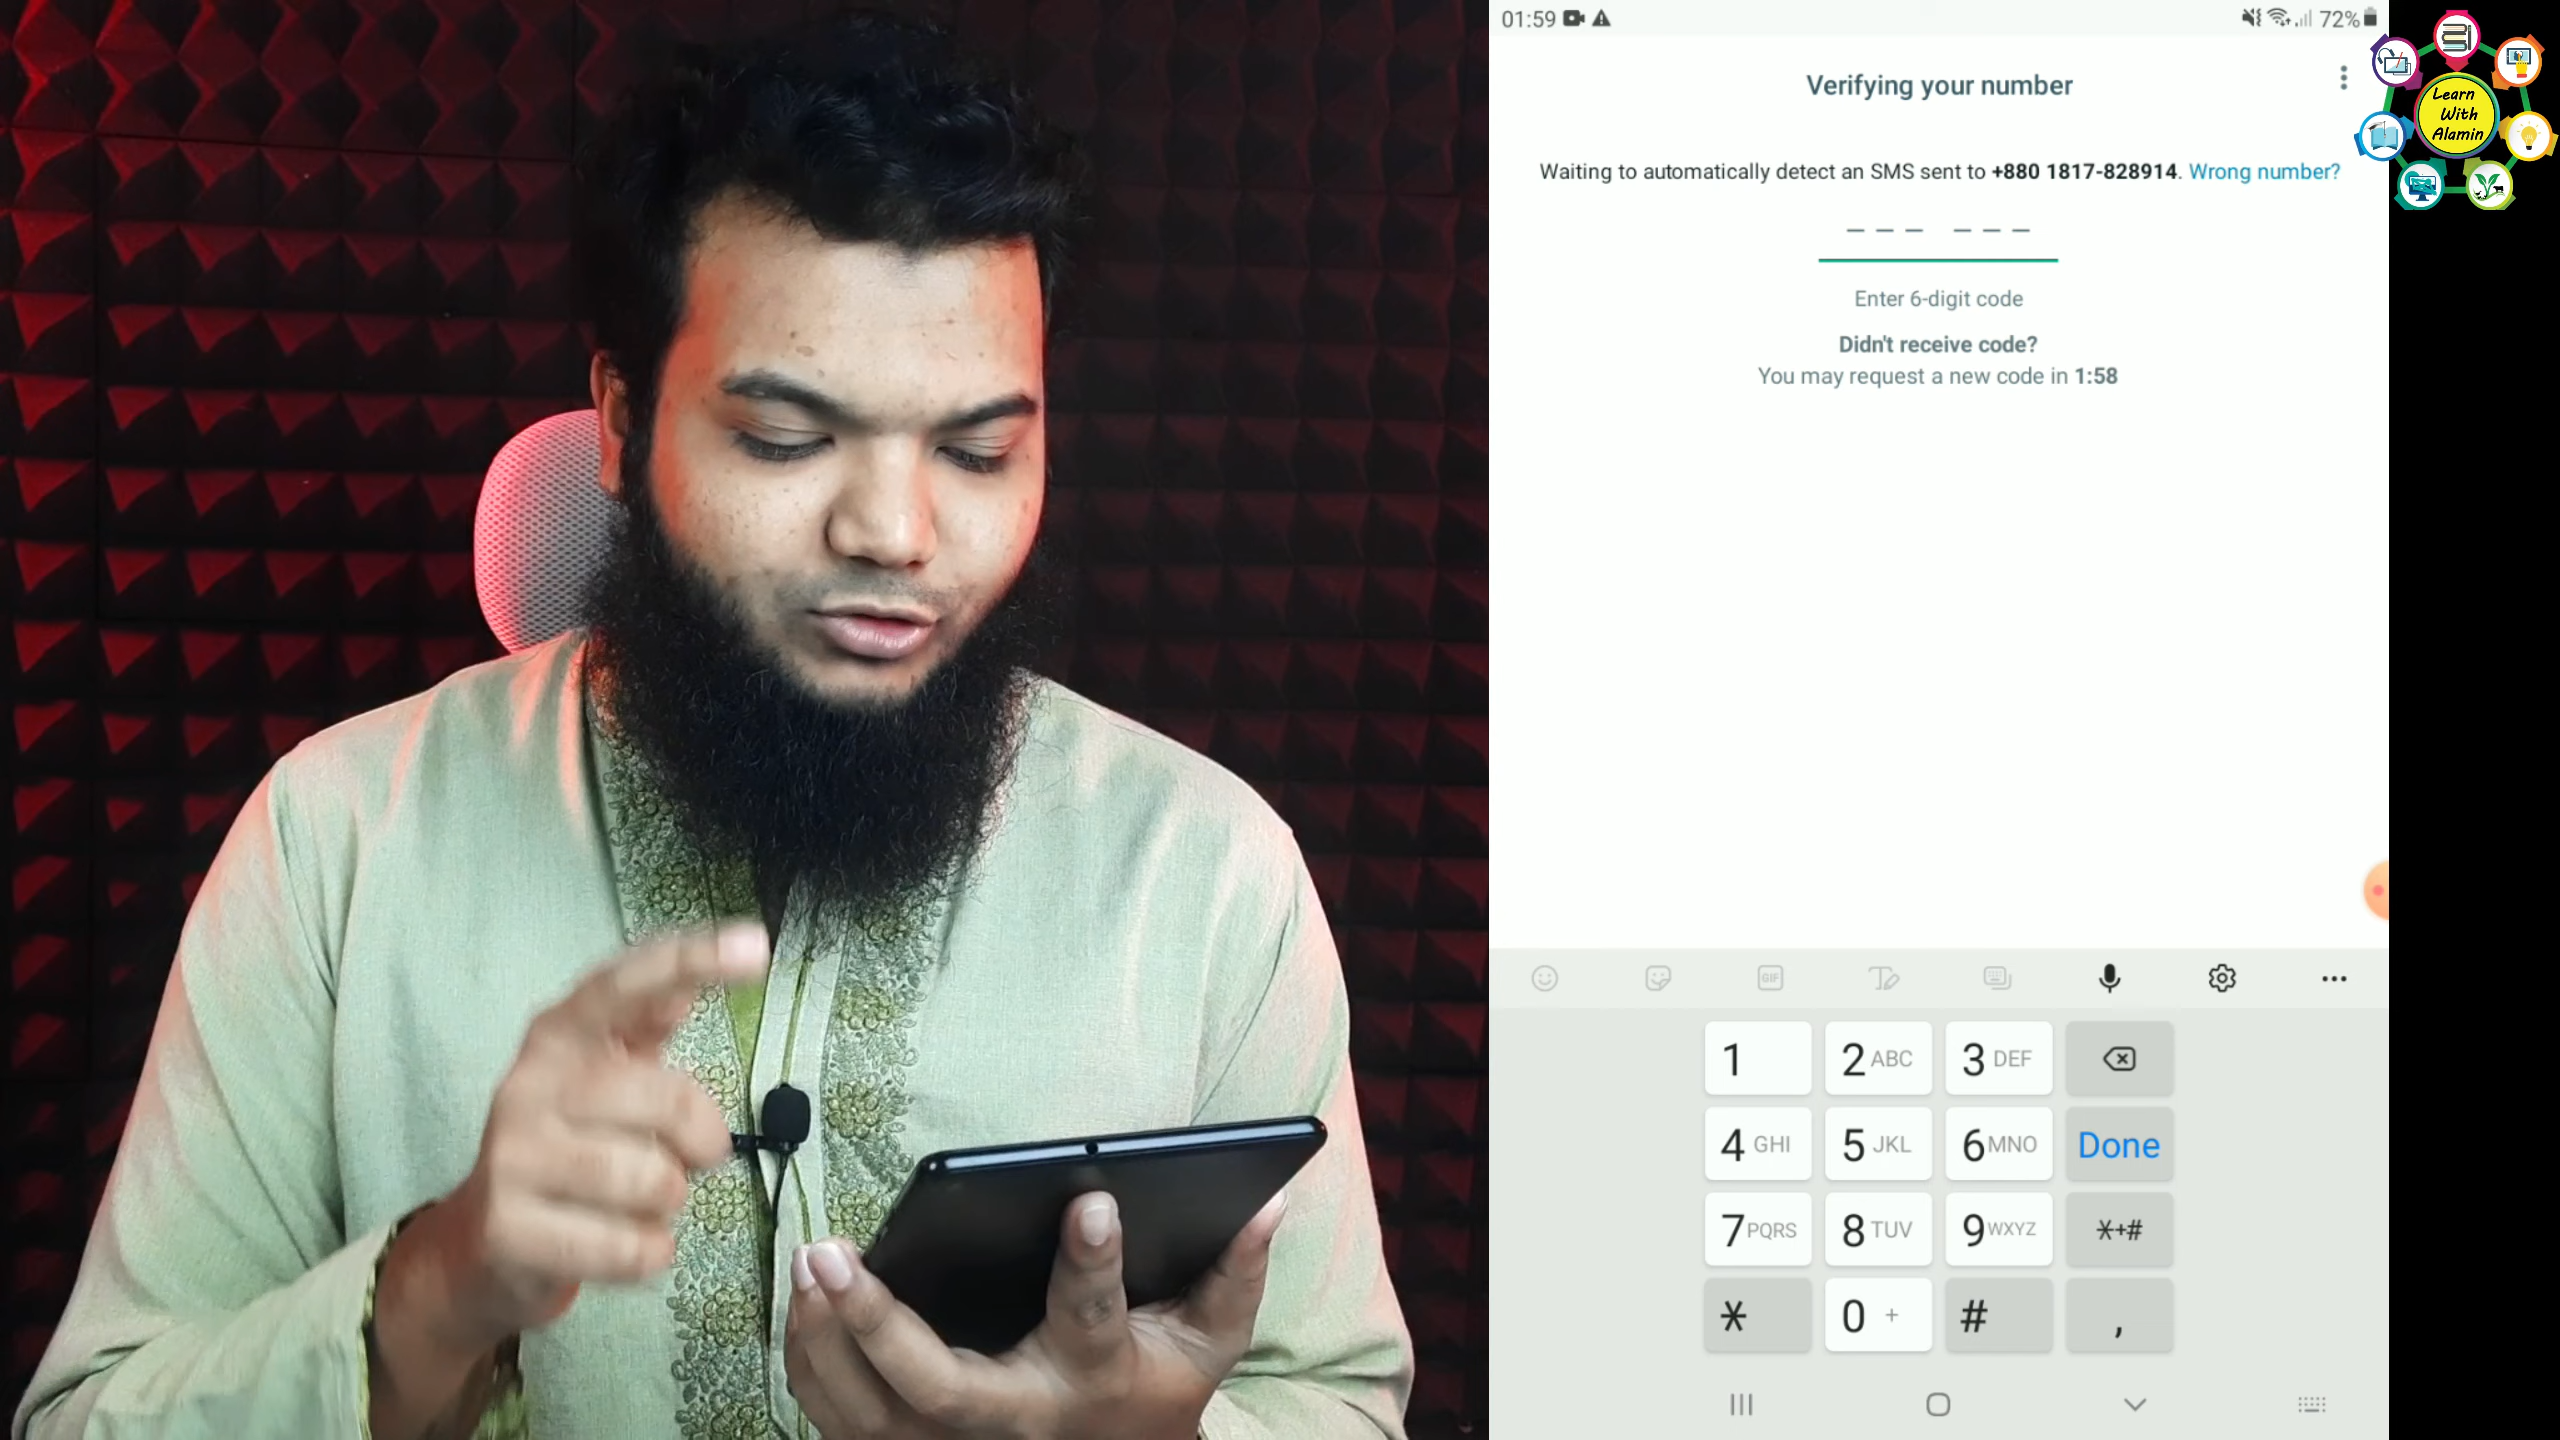 01:59
72%
Learn
With
Alamin
Verifying your number
Waiting to automatically detect an SMS sent to +880 1817-828914. Wrong number?
Enter 6-digit code
Didn't receive code?
You may request a new code in 1:58
GIF
1
2 ABC
3 DEF
4 GHI
5 JKL
6 MNO
Done
7 PQRS
8 TUV
9 WXYZ
*+#
*
0 +
#
,